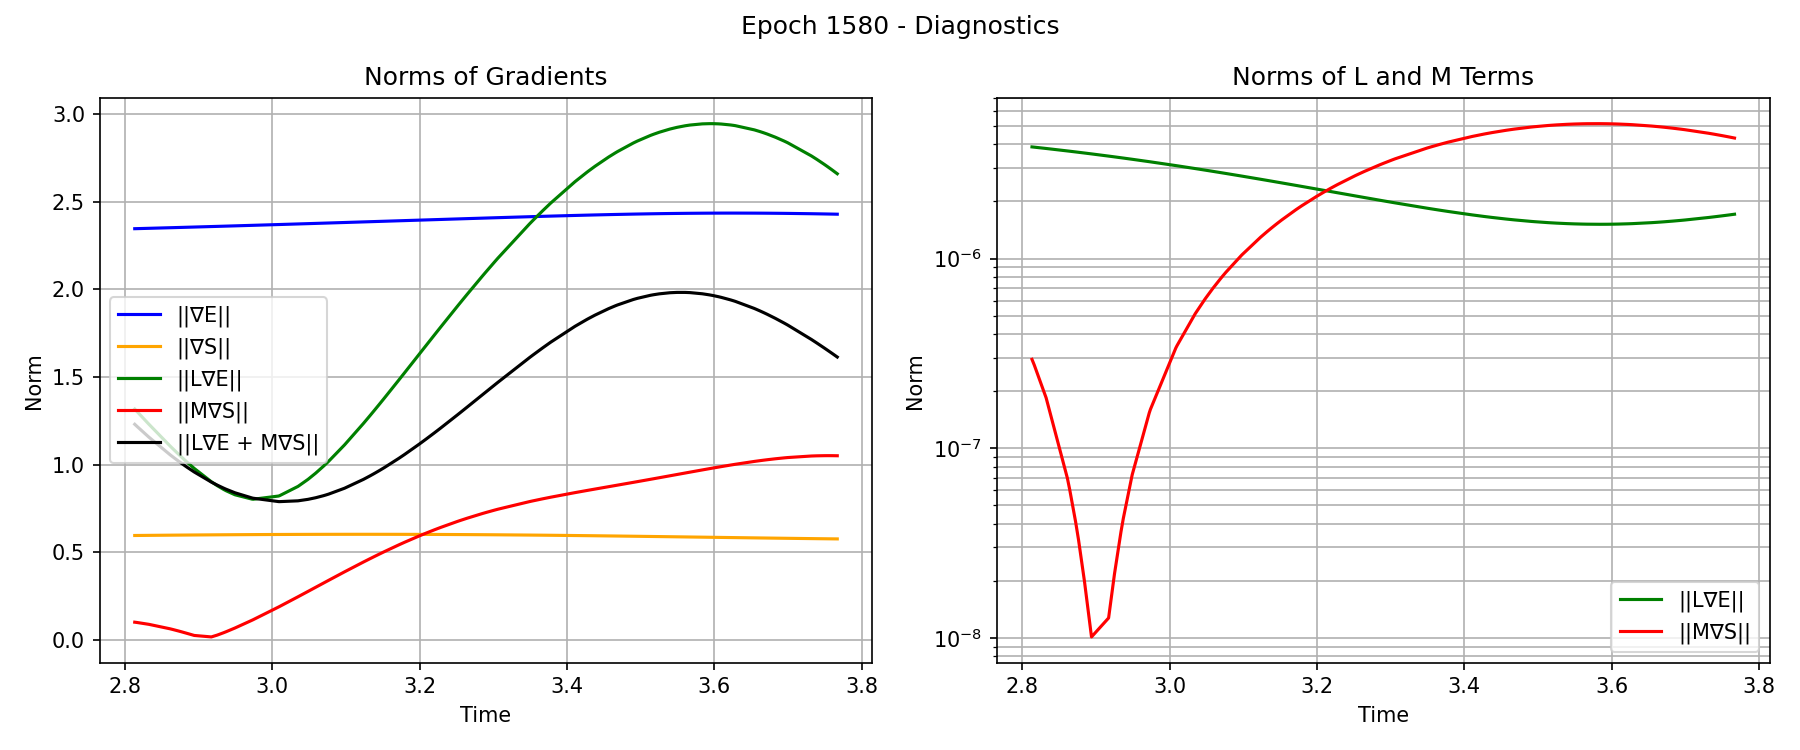 Epoch 1580 - Diagnostics
Norms of Gradients
3.0
2.5
2.0
1.5
1.0
0.5
0.0
Norm
2.8 3.0 3.2 3.4 3.6 3.8
Time
||∇E||
||∇S||
||L∇E||
||M∇S||
||L∇E + M∇S||
Norms of L and M Terms
10⁻⁶
10⁻⁷
10⁻⁸
Norm
2.8 3.0 3.2 3.4 3.6 3.8
Time
||L∇E||
||M∇S||